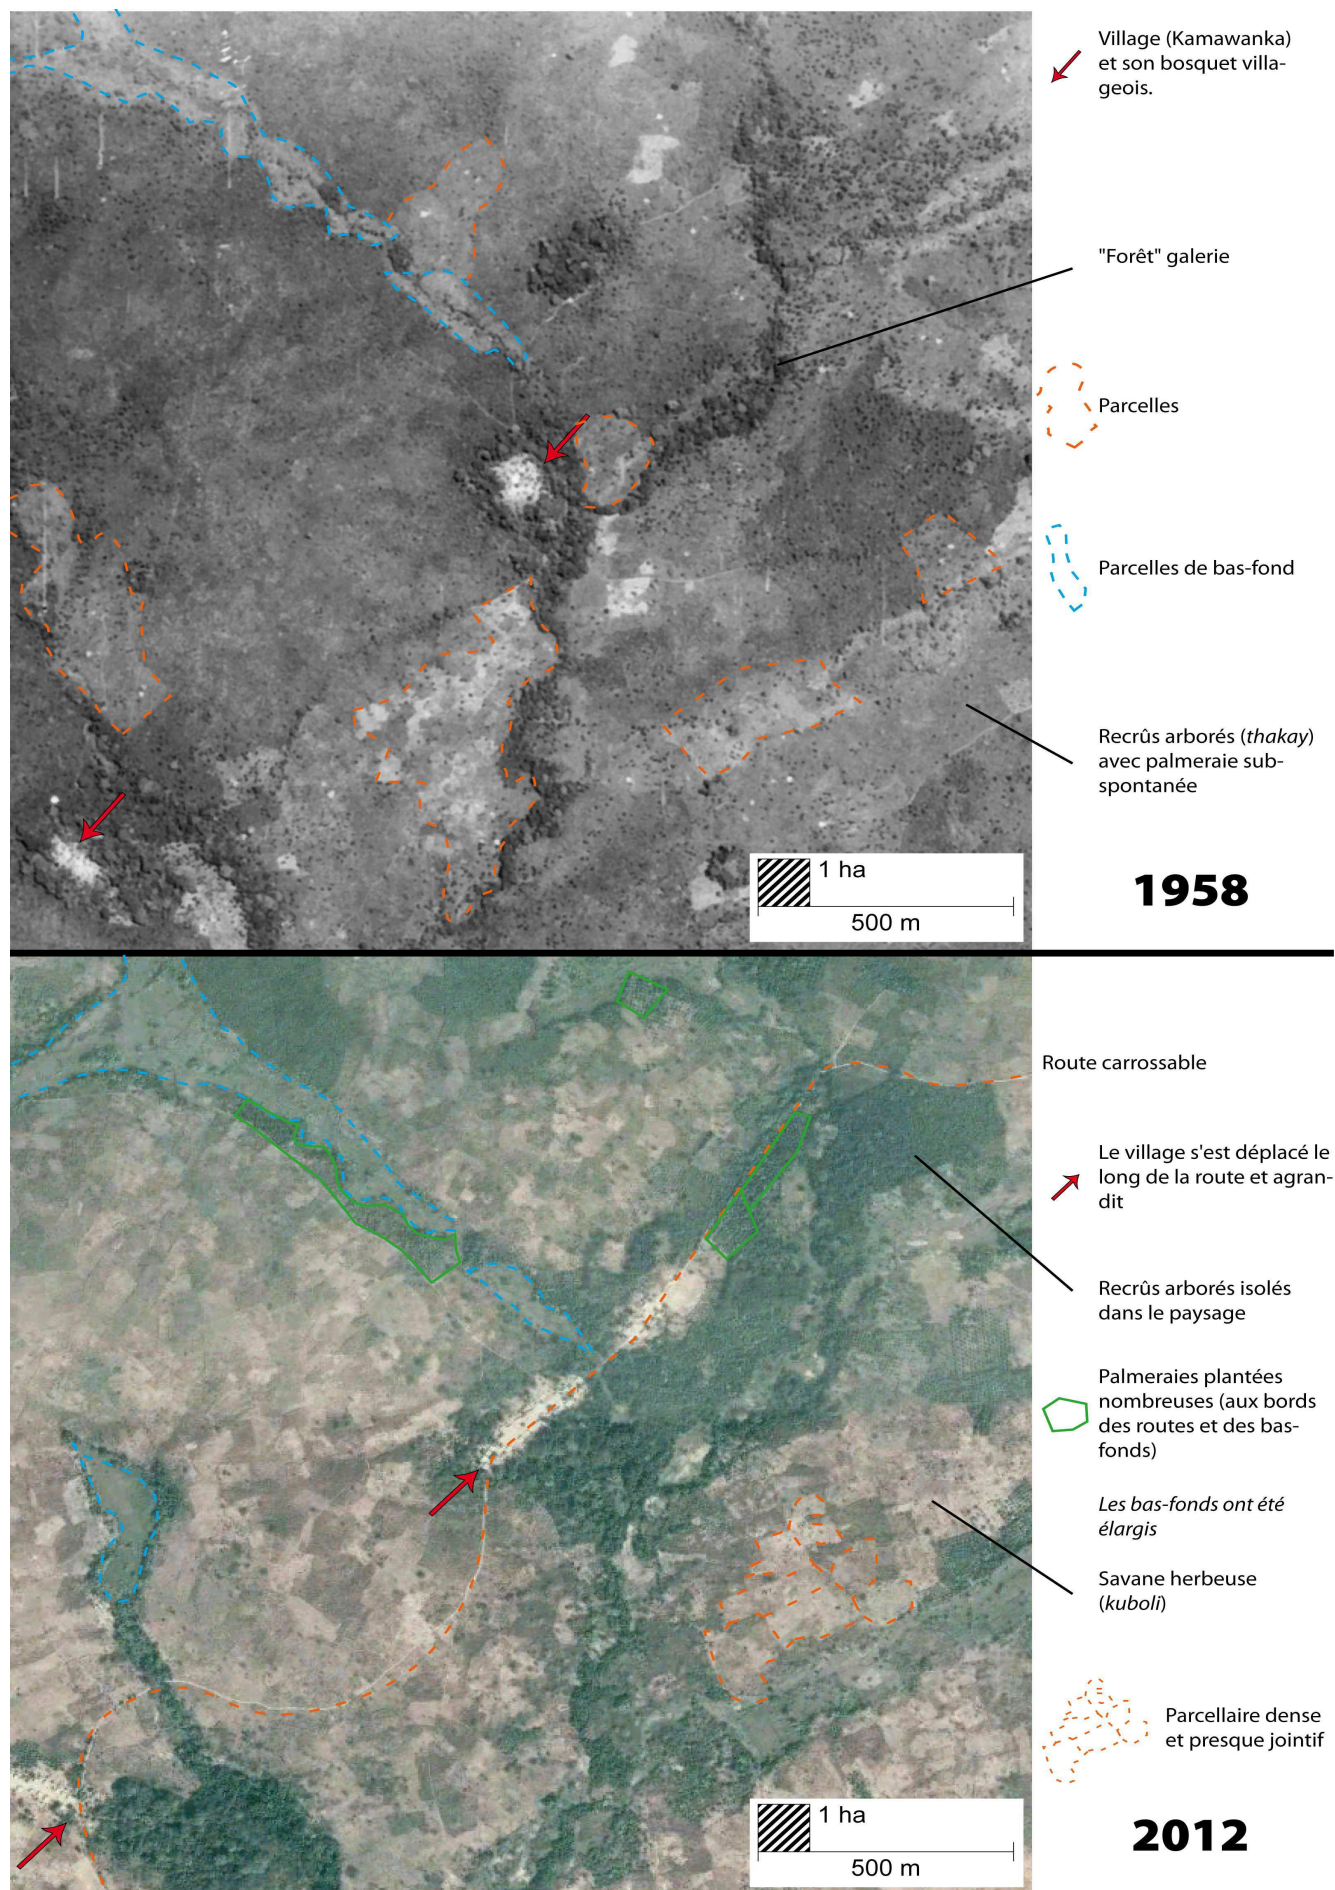 Village (Kamawanka)
et son bosquet villa-
geois.
"Forêt" galerie
Parcelles
Parcelles de bas-fond
Recrûs arborés (thakay)
avec palmeraie sub-
spontanée
1 ha
500 m
1958
Route carrossable
Le village s'est déplacé le
long de la route et agran-
dit
Recrûs arborés isolés
dans le paysage
Palmeraies plantées
nombreuses (aux bords
des routes et des bas-
fonds)
Les bas-fonds ont été
élargis
Savane herbeuse
(kuboli)
Parcellaire dense
et presque jointif
1 ha
500 m
2012